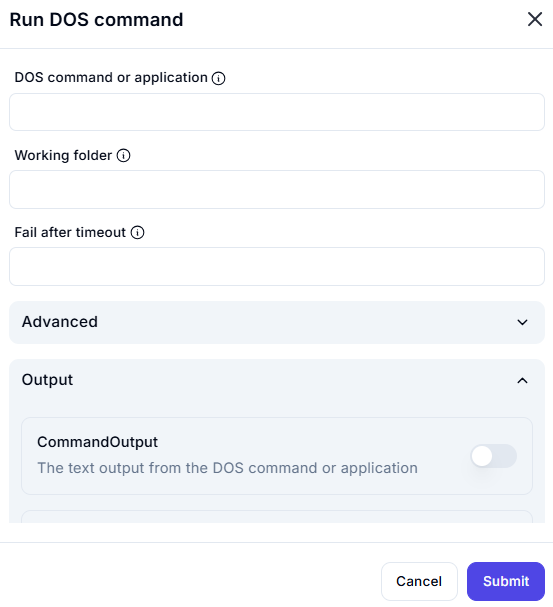 Run DOS command
DOS command or application
Working folder
Fail after timeout
Advanced
Output
CommandOutput
The text output from the DOS command or application
Cancel
Submit